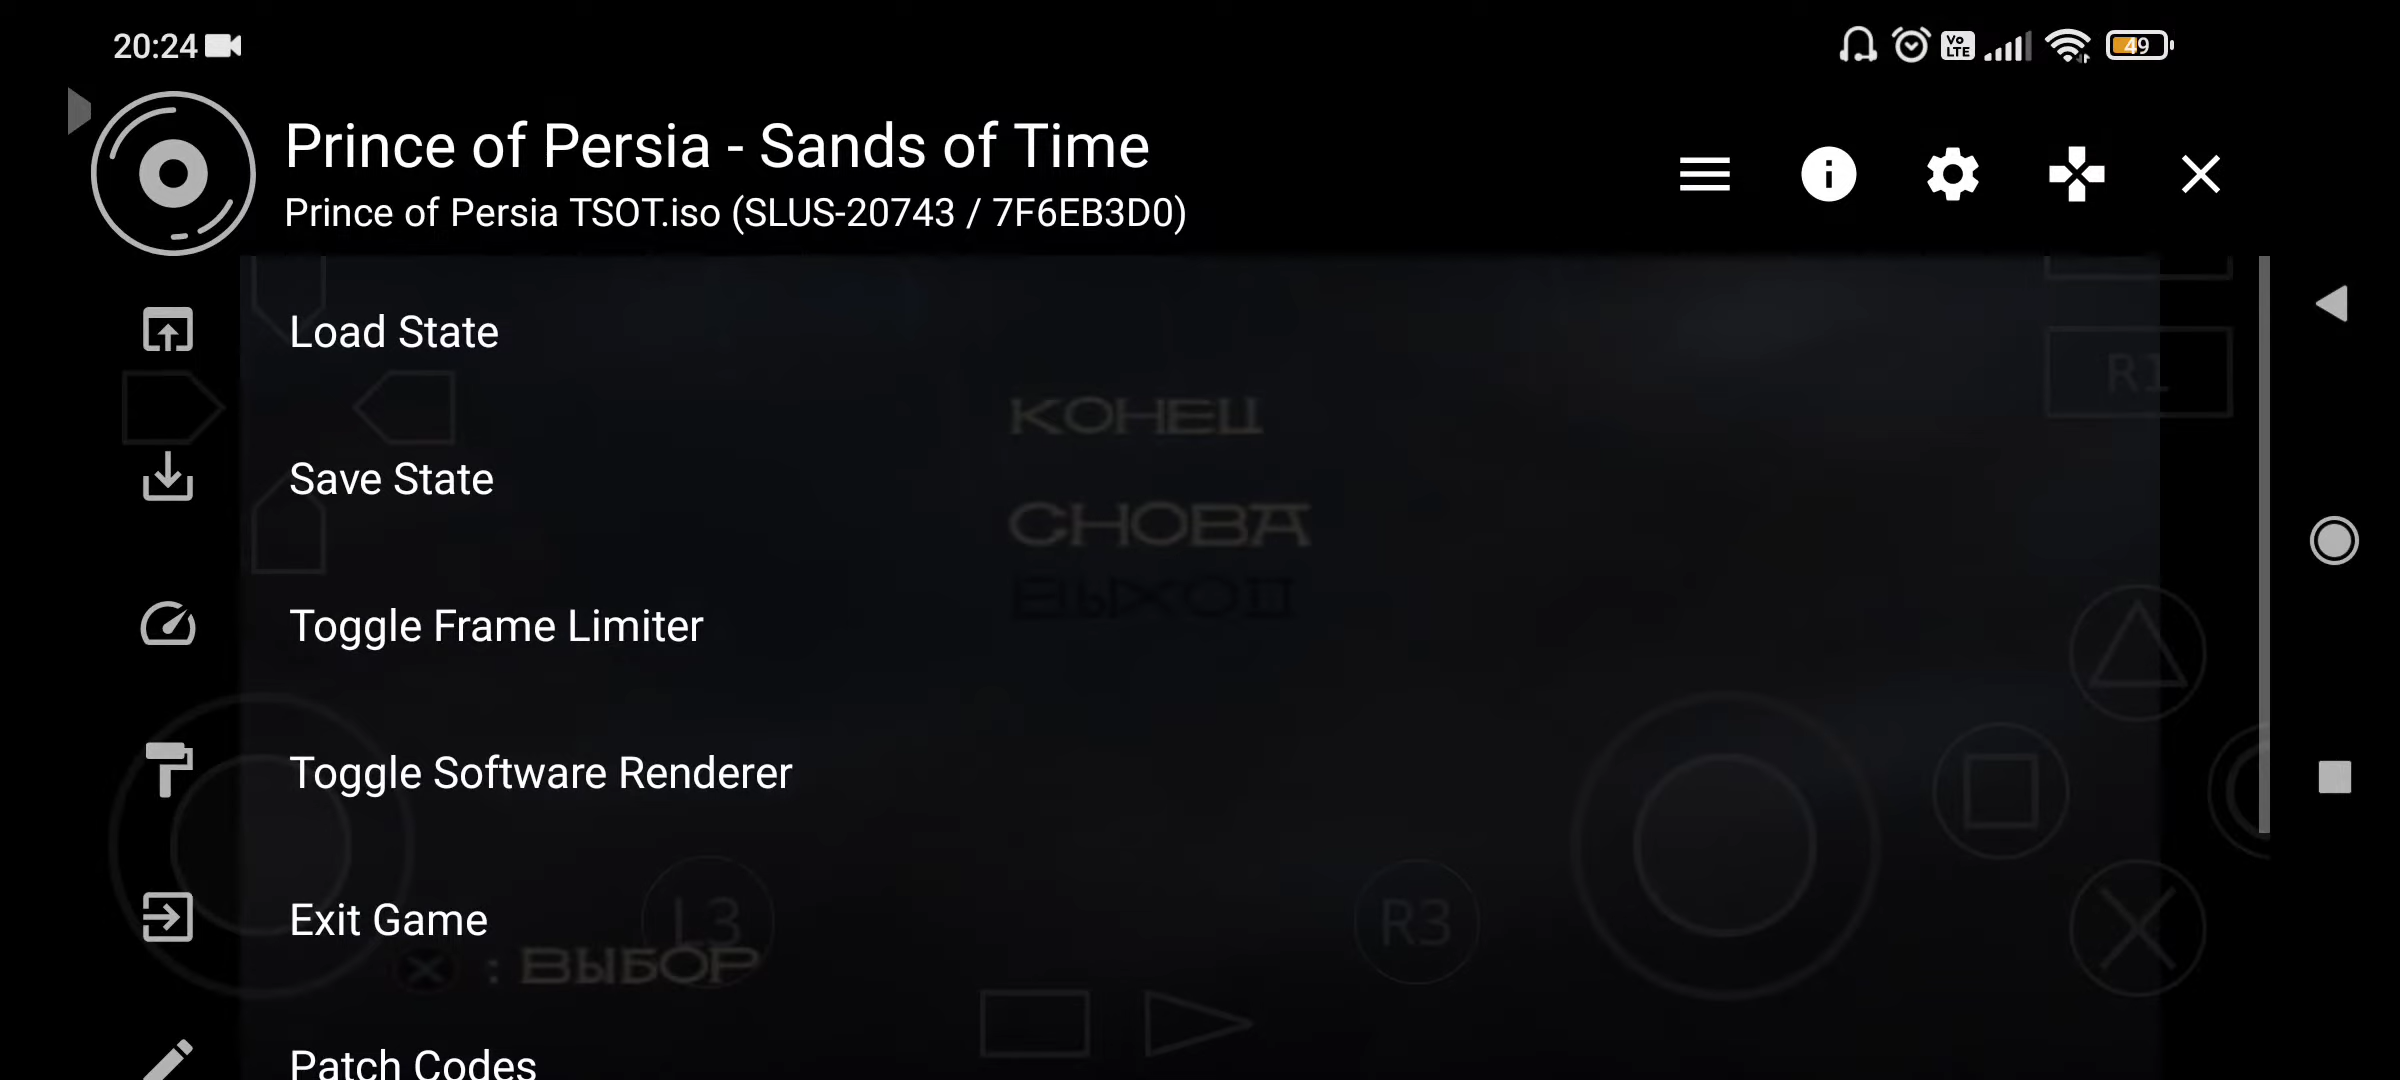 20:24
Vo LTE
49
Prince of Persia - Sands of Time
Prince of Persia TSOT.iso (SLUS-20743 / 7F6EB3D0)
Load State
R1
КОНЕЦ
Save State
СНОВА
ВЫХОД
Toggle Frame Limiter
Toggle Software Renderer
Exit Game
L3
R3
: ВЫБОР
Patch Codes